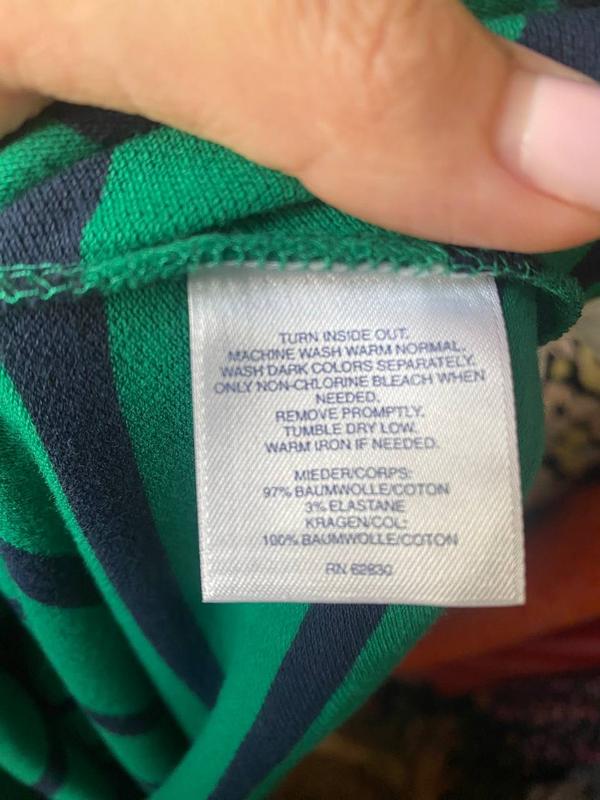 TURN INSIDE OUT.
MACHINE WASH WARM NORMAL.
WASH DARK COLORS SEPARATELY.
ONLY NON-CHLORINE BLEACH WHEN
NEEDED.
REMOVE PROMPTLY.
TUMBLE DRY LOW.
WARM IRON IF NEEDED.
MIEDER/CORPS:
97% BAUMWOLLE/COTON
3% ELASTANE
KRAGEN/COL:
100% BAUMWOLLE/COTON
RN 62830